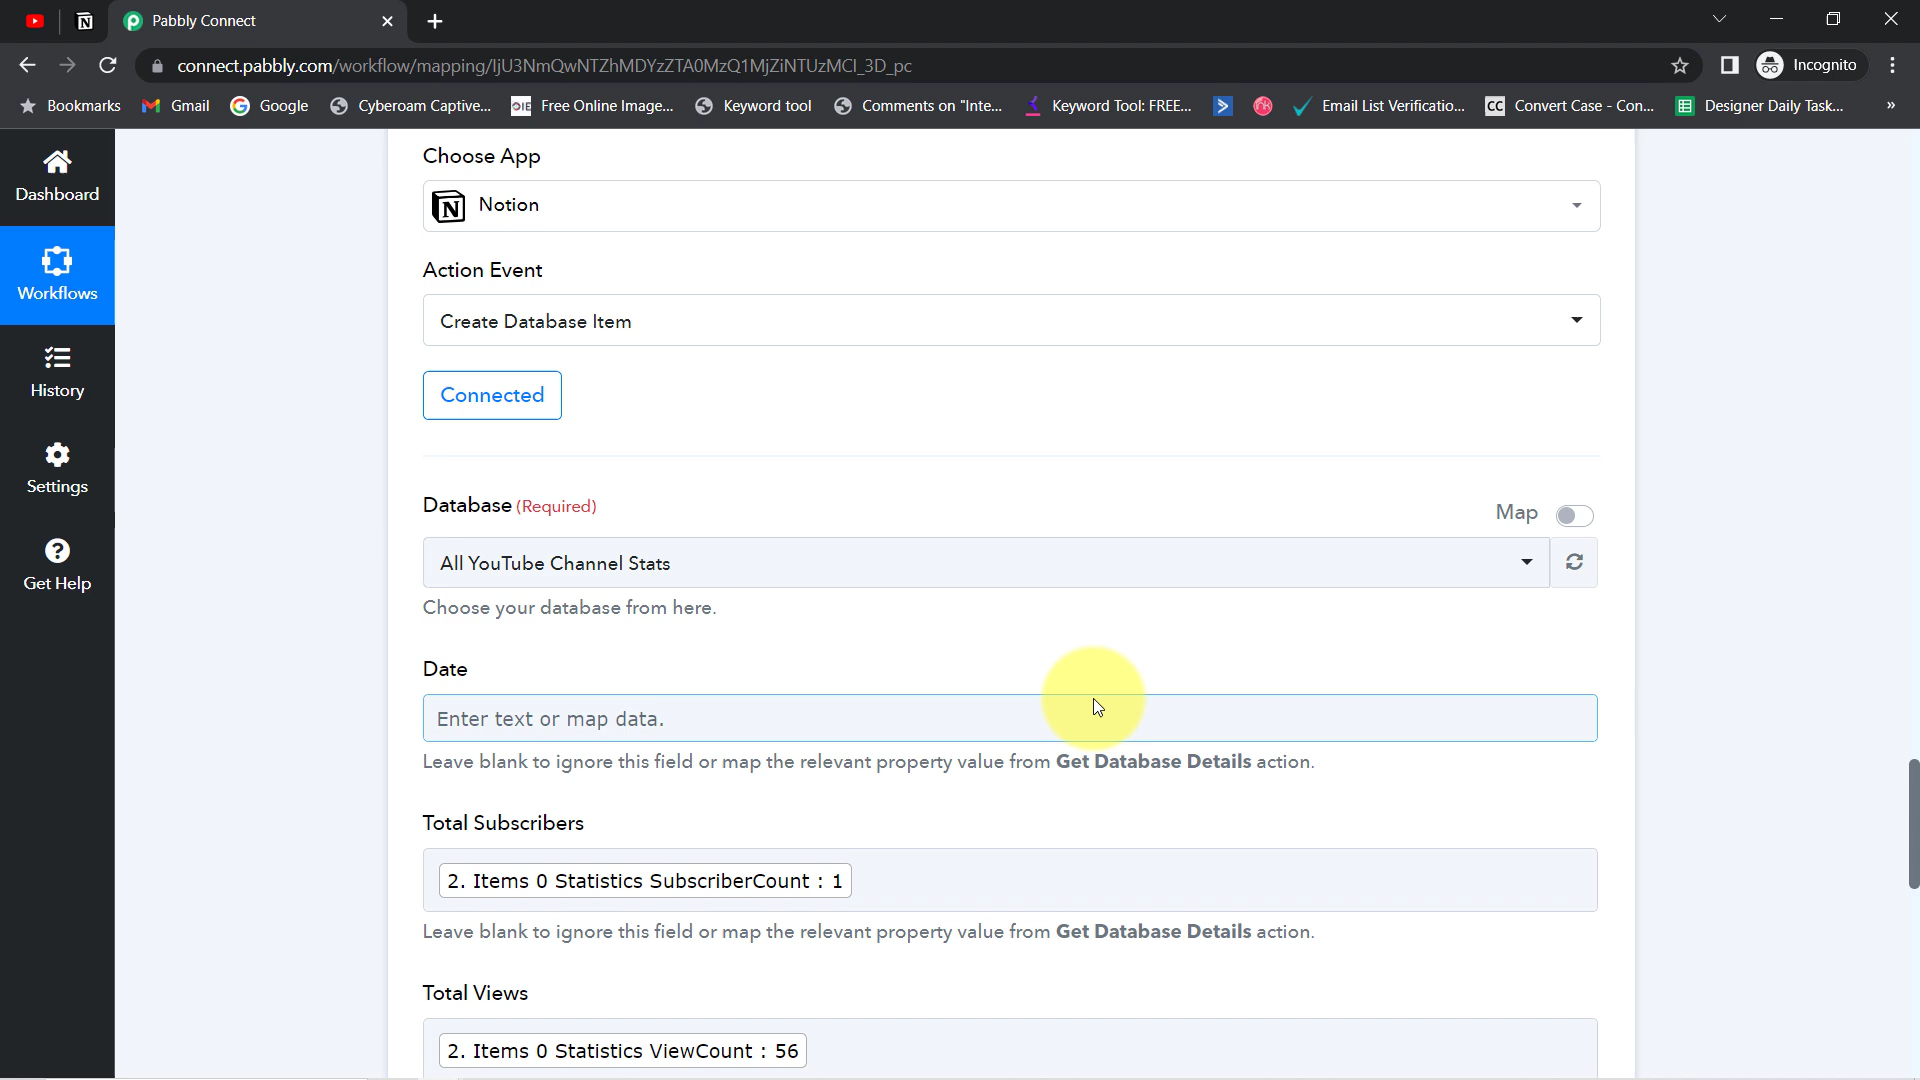 Pabbly Connect
connect.pabbly.com/workflow/mapping/IjU3NmQwNTZhMDYzZTA0MzQ1MjZiNTUzMCI_3D_pc
Incognito
Bookmarks
Gmail
Google
Cyberoam Captive...
OIE
Free Online Image...
Keyword tool
Comments on "Inte...
Keyword Tool: FREE...
Email List Verificatio...
CC
Convert Case - Con...
Designer Daily Task...
»
Dashboard
Workflows
History
Settings
Get Help
Choose App
Notion
Action Event
Create Database Item
Connected
Database (Required)
Map
All YouTube Channel Stats
Choose your database from here.
Date
Enter text or map data.
Leave blank to ignore this field or map the relevant property value from Get Database Details action.
Total Subscribers
2. Items 0 Statistics SubscriberCount : 1
Leave blank to ignore this field or map the relevant property value from Get Database Details action.
Total Views
2. Items 0 Statistics ViewCount : 56